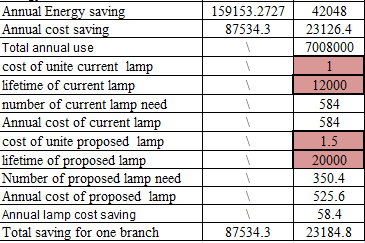 Annual Energy saving 159153.2727 42048
Annual cost saving 87534.3 23126.4
Total annual use \ 7008000
cost of unite current lamp \ 1
lifetime of current lamp \ 12000
number of current lamp need \ 584
Annual cost of current lamp \ 584
cost of unite proposed lamp \ 1.5
lifetime of proposed lamp \ 20000
Number of proposed lamp need \ 350.4
Annual cost of proposed lamp \ 525.6
Annual lamp cost saving \ 58.4
Total saving for one branch 87534.3 23184.8